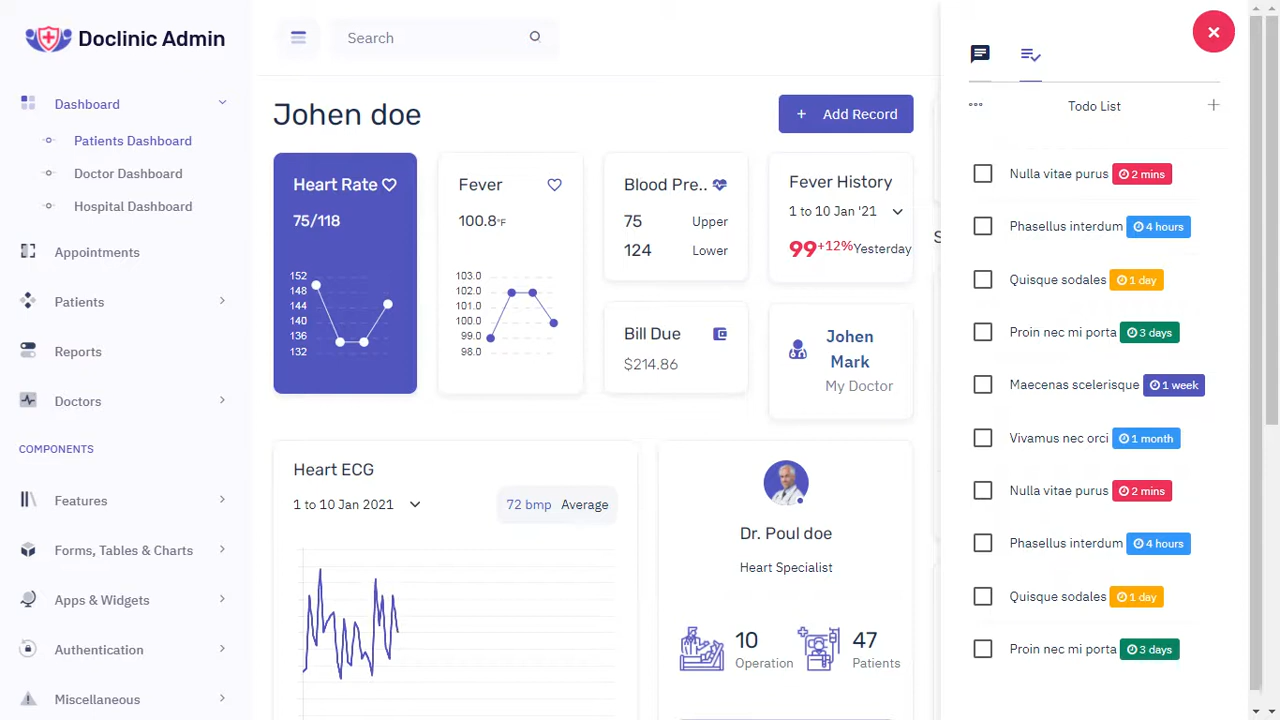 Doclinic Admin
Dashboard
Patients Dashboard
Doctor Dashboard
Hospital Dashboard
Appointments
Patients
Reports
Doctors
COMPONENTS
Features
Forms, Tables & Charts
Apps & Widgets
Authentication
Miscellaneous
Search
Johen doe
+ Add Record
Heart Rate
75/118
152
148
144
140
136
132
Fever
100.8°F
103.0
102.0
101.0
100.0
99.0
98.0
Blood Pre..
75 Upper
124 Lower
Bill Due
$214.86
Fever History
1 to 10 Jan '21
99 +12% Yesterday
Johen
Mark
My Doctor
Heart ECG
1 to 10 Jan 2021
72 bmp Average
Dr. Poul doe
Heart Specialist
10
Operation
47
Patients
S
Todo List
Nulla vitae purus 2 mins
Phasellus interdum 4 hours
Quisque sodales 1 day
Proin nec mi porta 3 days
Maecenas scelerisque 1 week
Vivamus nec orci 1 month
Nulla vitae purus 2 mins
Phasellus interdum 4 hours
Quisque sodales 1 day
Proin nec mi porta 3 days